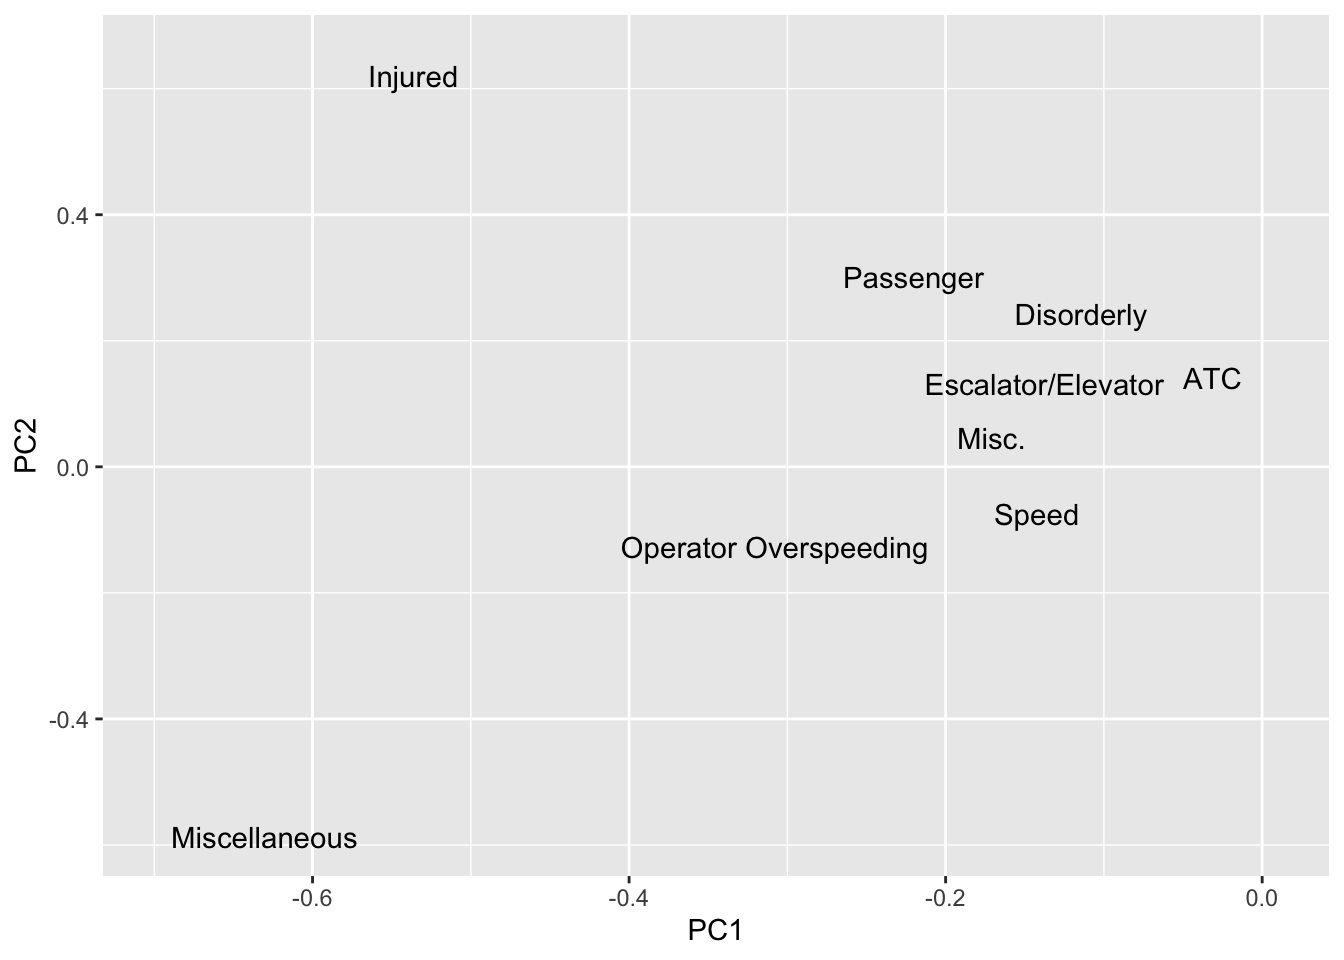 Injured
0.4
Passenger
Disorderly
Escalator/Elevator
ATC
Misc.
PC2
0.0
Speed
Operator Overspeeding
-0.4
Miscellaneous
-0.6
-0.4
-0.2
0.0
PC1